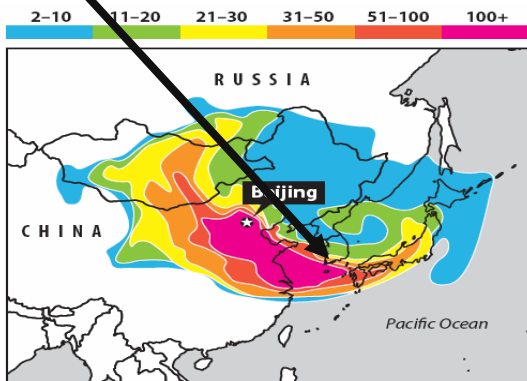 2–10 11–20 21–30 31–50 51–100 100+
RUSSIA
Beijing
CHINA
Pacific Ocean